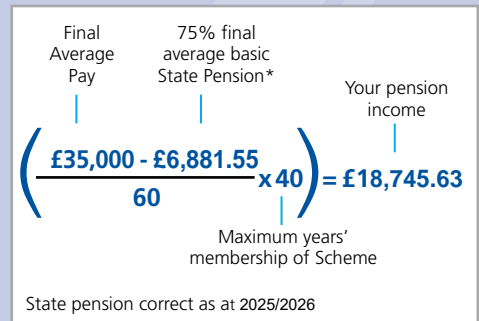 Final
Average
Pay
75% final
average basic
State Pension*
Your pension
income
(£35,000 - £6,881.55
60
x 40) = £18,745.63
Maximum years'
membership of Scheme
State pension correct as at 2025/2026